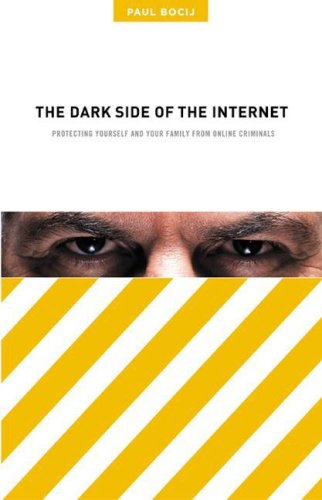 PAUL BOCIJ
THE DARK SIDE OF THE INTERNET
PROTECTING YOURSELF AND YOUR FAMILY FROM ONLINE CRIMINALS